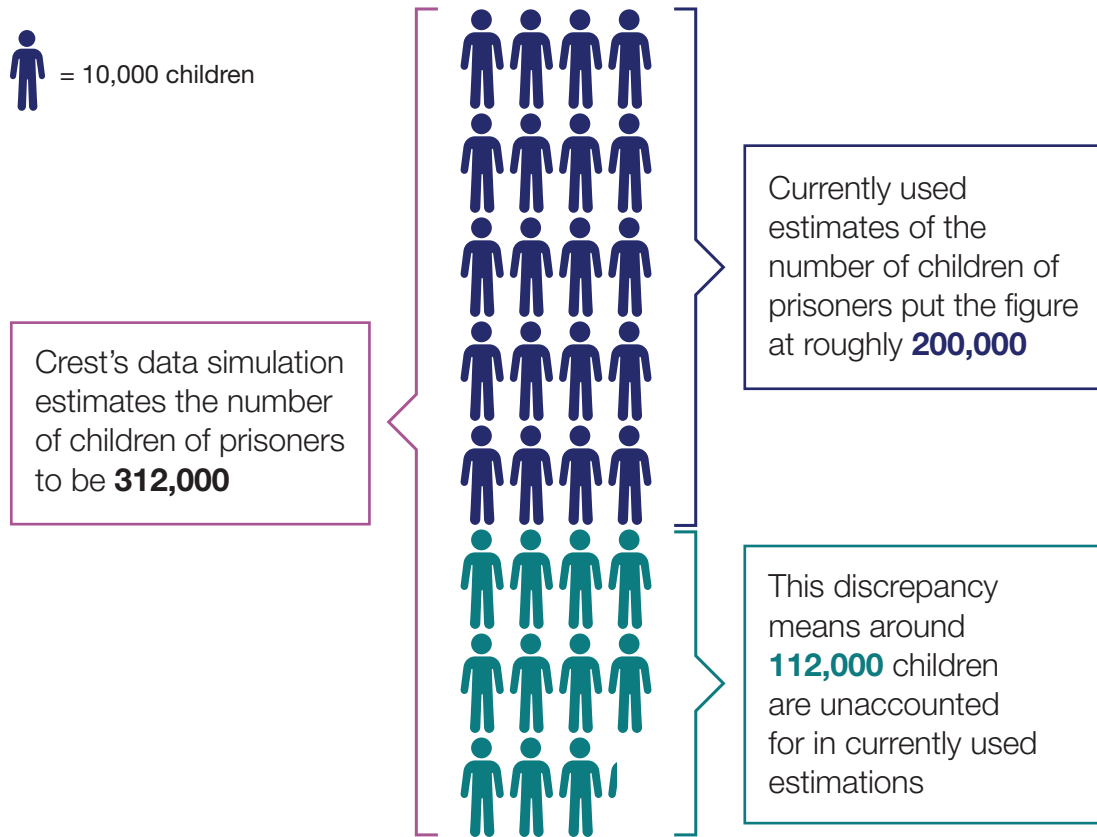 = 10,000 children
Crest's data simulation
estimates the number
of children of prisoners
to be 312,000
Currently used
estimates of the
number of children of
prisoners put the figure
at roughly 200,000
This discrepancy
means around
112,000 children
are unaccounted
for in currently used
estimations